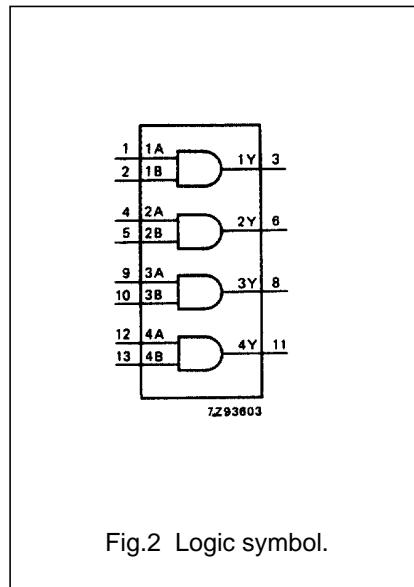 1 1A
2 1B
1Y 3
4 2A
5 2B
2Y 6
9 3A
10 3B
3Y 8
12 4A
13 4B
4Y 11
7Z93603
Fig.2 Logic symbol.